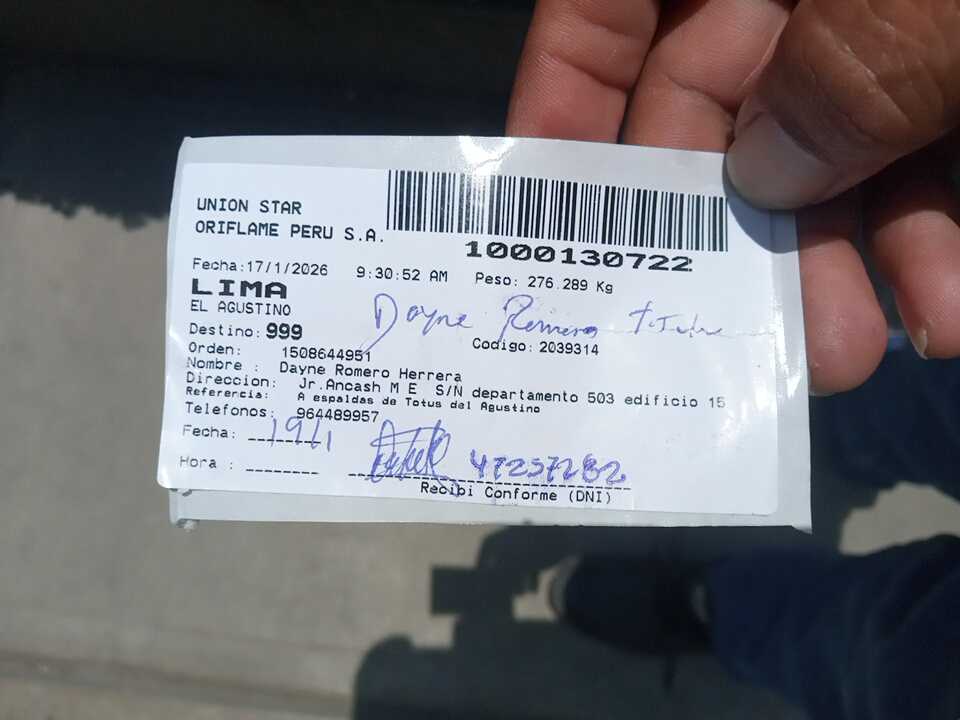 UNION STAR
ORIFLAME PERU S.A.
1000130722
Fecha:17/1/2026 9:30:52 AM Peso: 276.289 Kg
LIMA
EL AGUSTINO
Dayne Romero
Destino: 999
Codigo: 2039314
Orden: 1508644951
Nombre : Dayne Romero Herrera
Direccion: Jr.Ancash M E S/N departamento 503 edificio 15
Referencia: A espaldas de Totus del Agustino
Telefonos: 964489957
Fecha: 19/1
Hora :
47257282
Recibi Conforme (DNI)